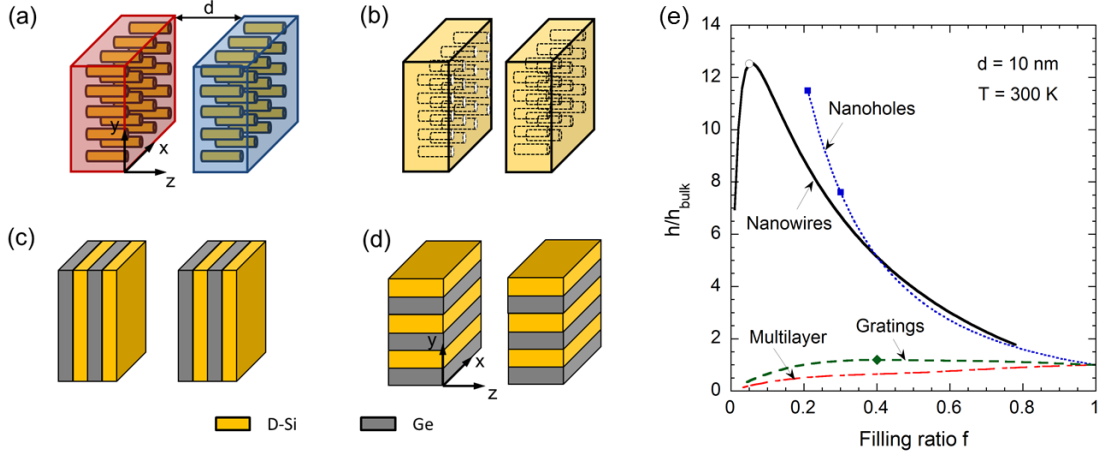 (a)
d
y
x
z
(b)
(c)
(d)
y
x
z
D-Si
Ge
(e)
h/h_bulk
14
12
10
8
6
4
2
0
d = 10 nm
T = 300 K
Nanoholes
Nanowires
Multilayer
Gratings
0
0.2
0.4
0.6
0.8
1
Filling ratio f